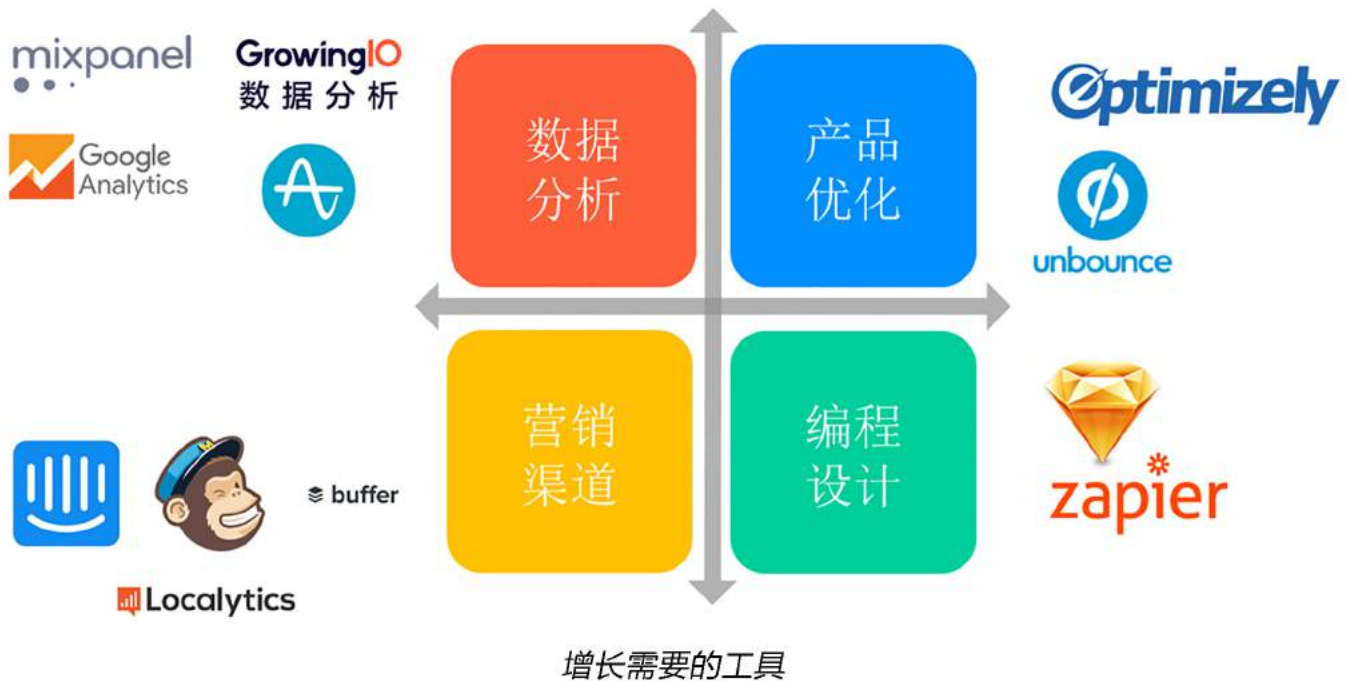 mixpanel
GrowingIO
数据分析
Google
Analytics
数据
分析
产品
优化
Optimizely
unbounce
营销
渠道
编程
设计
buffer
Localytics
zapier
增长需要的工具